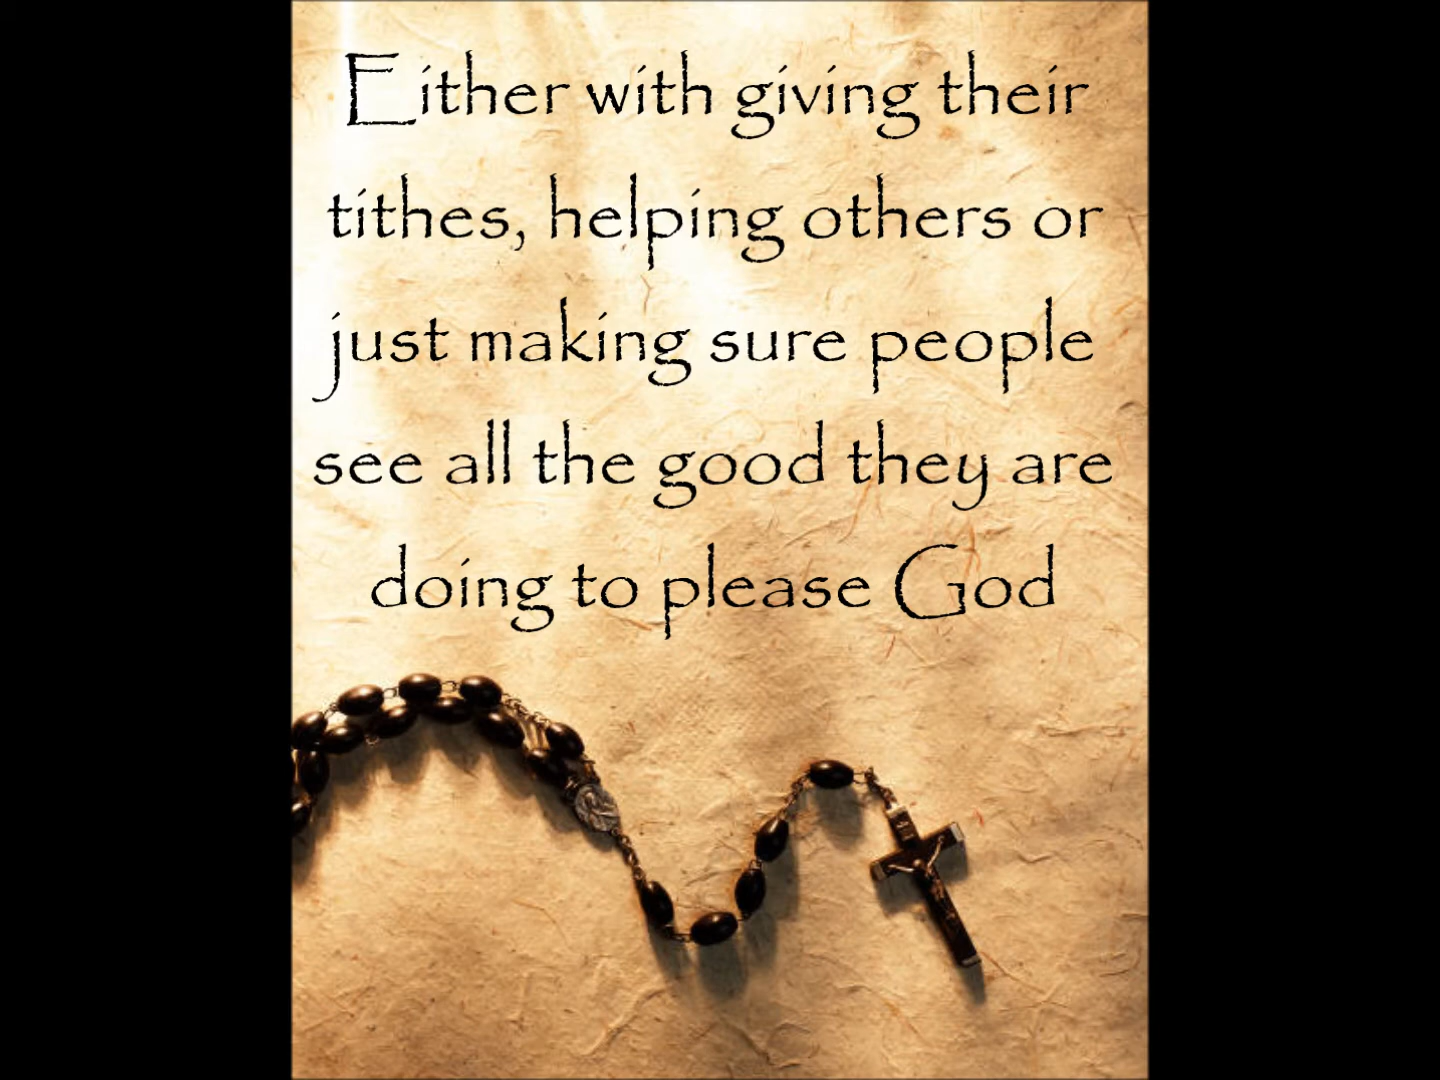 Either with giving their
tithes, helping others or
just making sure people
see all the good they are
doing to please God